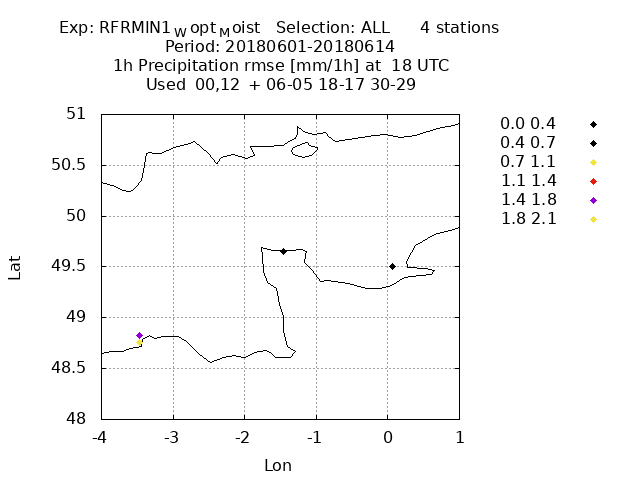 Exp: RFRMIN1_W opt_M oist   Selection: ALL      4 stations
Period: 20180601-20180614
1h Precipitation rmse [mm/1h] at  18 UTC
Used  00,12  + 06-05 18-17 30-29
51
50.5
50
49.5
49
48.5
48
Lat
-4 -3 -2 -1 0 1
Lon
0.0 0.4
0.4 0.7
0.7 1.1
1.1 1.4
1.4 1.8
1.8 2.1